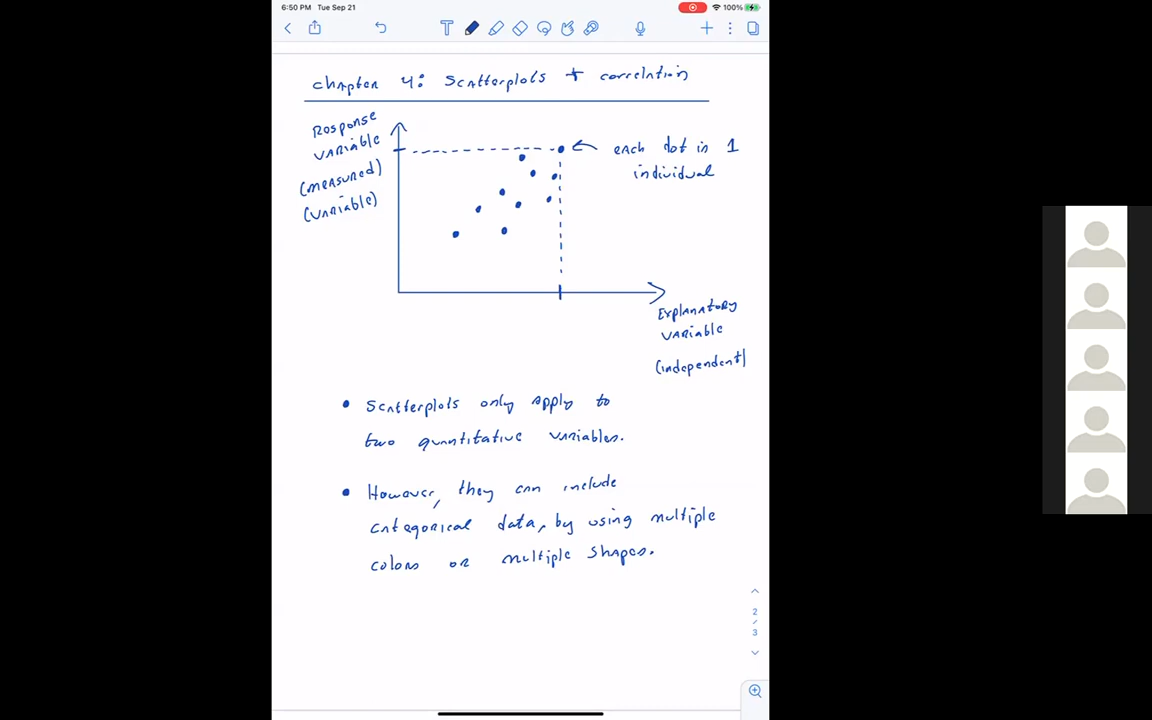 6:50 PM Tue Sep 21
100%
Chapter 4: Scatterplots + correlation
Response
variable
(measured)
(variable)
each dot in 1
individual
Explanatory
variable
(independent)
• Scatterplots only apply to
two quantitative variables.
• However, they can include
categorical data, by using multiple
colors or multiple shapes.
2
/
3